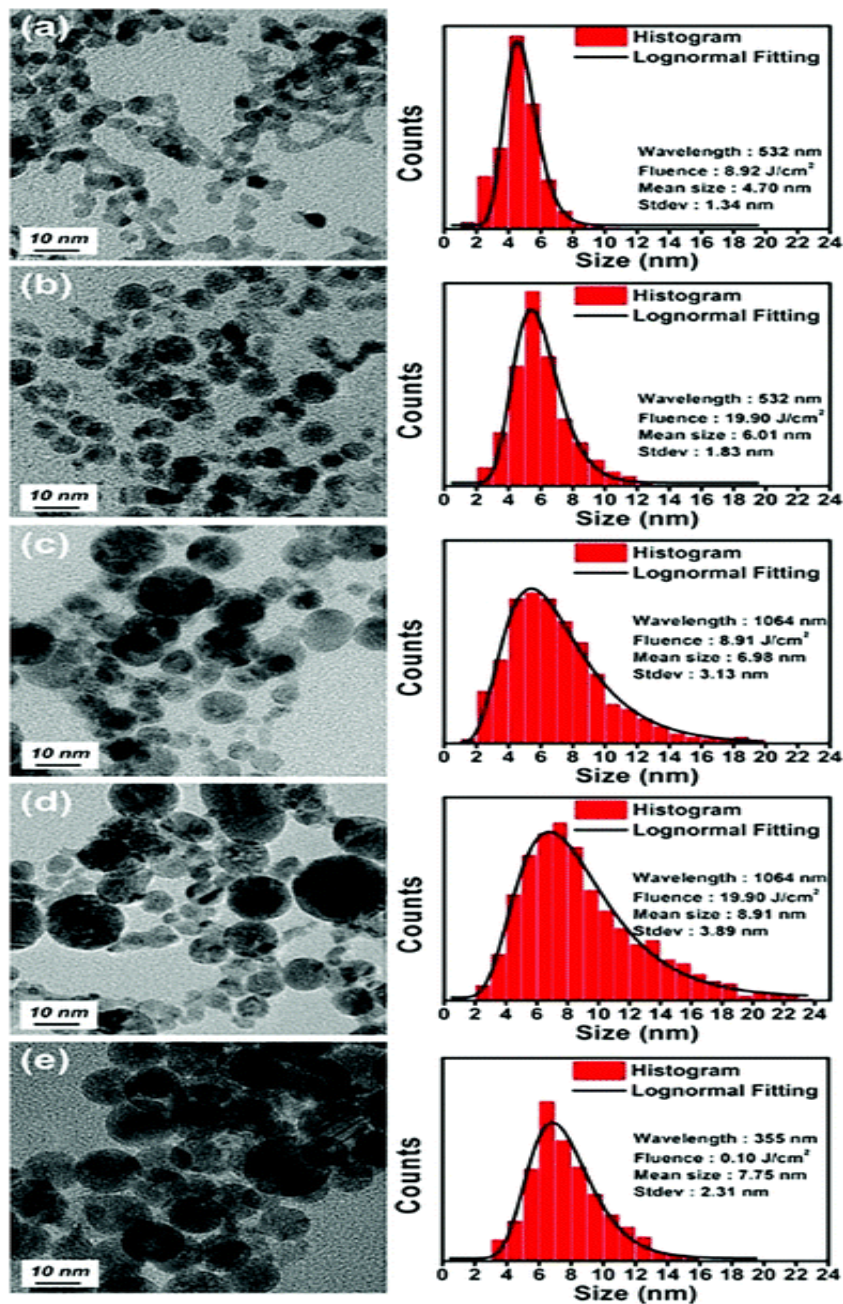 (a)
10 nm
Counts
Histogram
Lognormal Fitting
Wavelength : 532 nm
Fluence : 8.92 J/cm²
Mean size : 4.70 nm
Stdev : 1.34 nm
0 2 4 6 8 10 12 14 16 18 20 22 24
Size (nm)
(b)
10 nm
Counts
Histogram
Lognormal Fitting
Wavelength : 532 nm
Fluence : 19.90 J/cm²
Mean size : 6.01 nm
Stdev : 1.83 nm
0 2 4 6 8 10 12 14 16 18 20 22 24
Size (nm)
(c)
10 nm
Counts
Histogram
Lognormal Fitting
Wavelength : 1064 nm
Fluence : 8.91 J/cm²
Mean size : 6.98 nm
Stdev : 3.13 nm
0 2 4 6 8 10 12 14 16 18 20 22 24
Size (nm)
(d)
10 nm
Counts
Histogram
Lognormal Fitting
Wavelength : 1064 nm
Fluence : 19.90 J/cm²
Mean size : 8.91 nm
Stdev : 3.89 nm
0 2 4 6 8 10 12 14 16 18 20 22 24
Size (nm)
(e)
10 nm
Counts
Histogram
Lognormal Fitting
Wavelength : 355 nm
Fluence : 0.10 J/cm²
Mean size : 7.75 nm
Stdev : 2.31 nm
0 2 4 6 8 10 12 14 16 18 20 22 24
Size (nm)